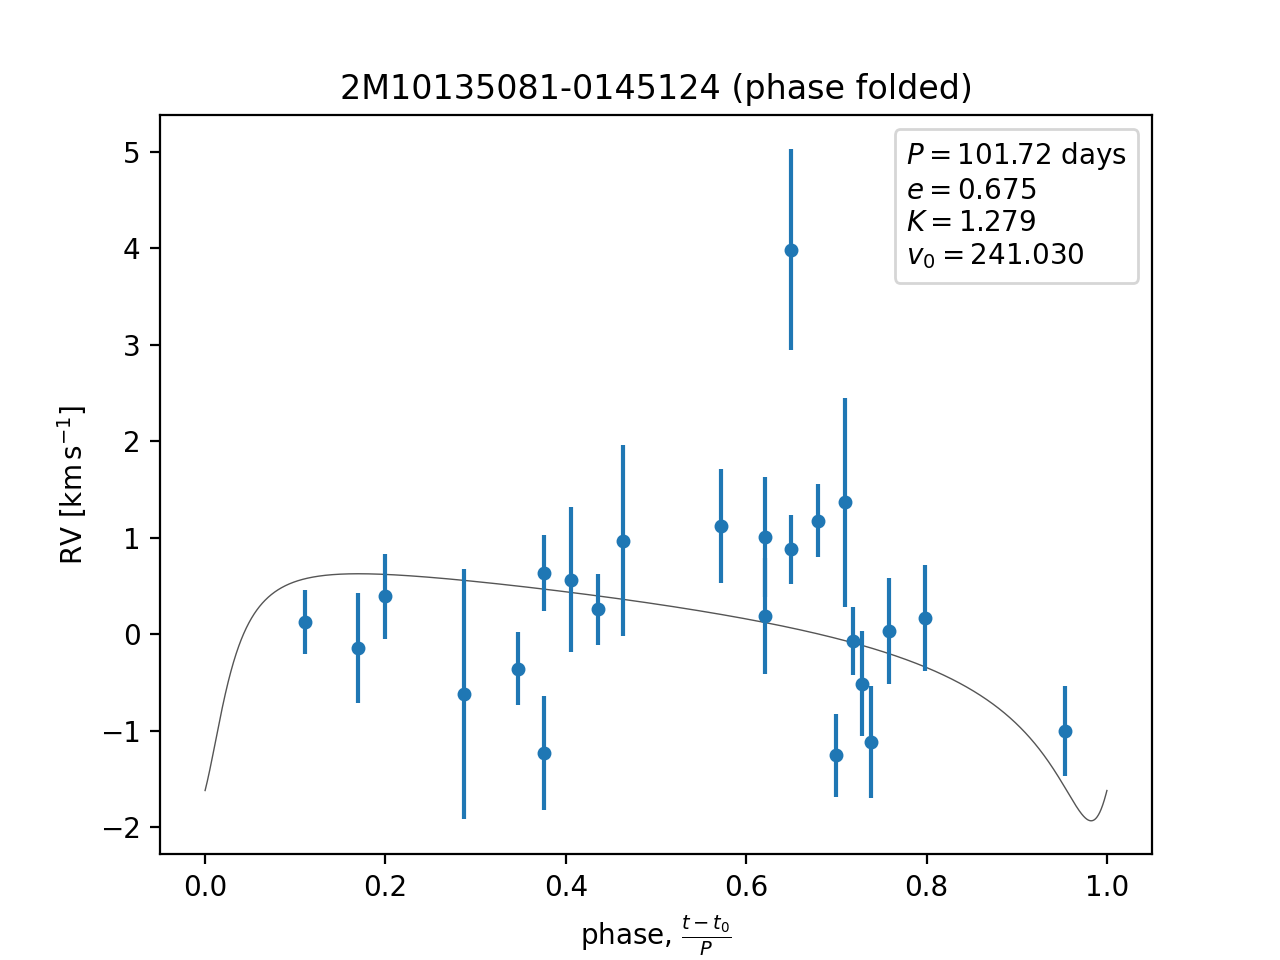 2M10135081-0145124 (phase folded)
P = 101.72 days
e = 0.675
K = 1.279
v₀ = 241.030
5
4
3
2
1
0
−1
−2
RV [km s⁻¹]
0.0 0.2 0.4 0.6 0.8 1.0
phase, (t − t₀)/P